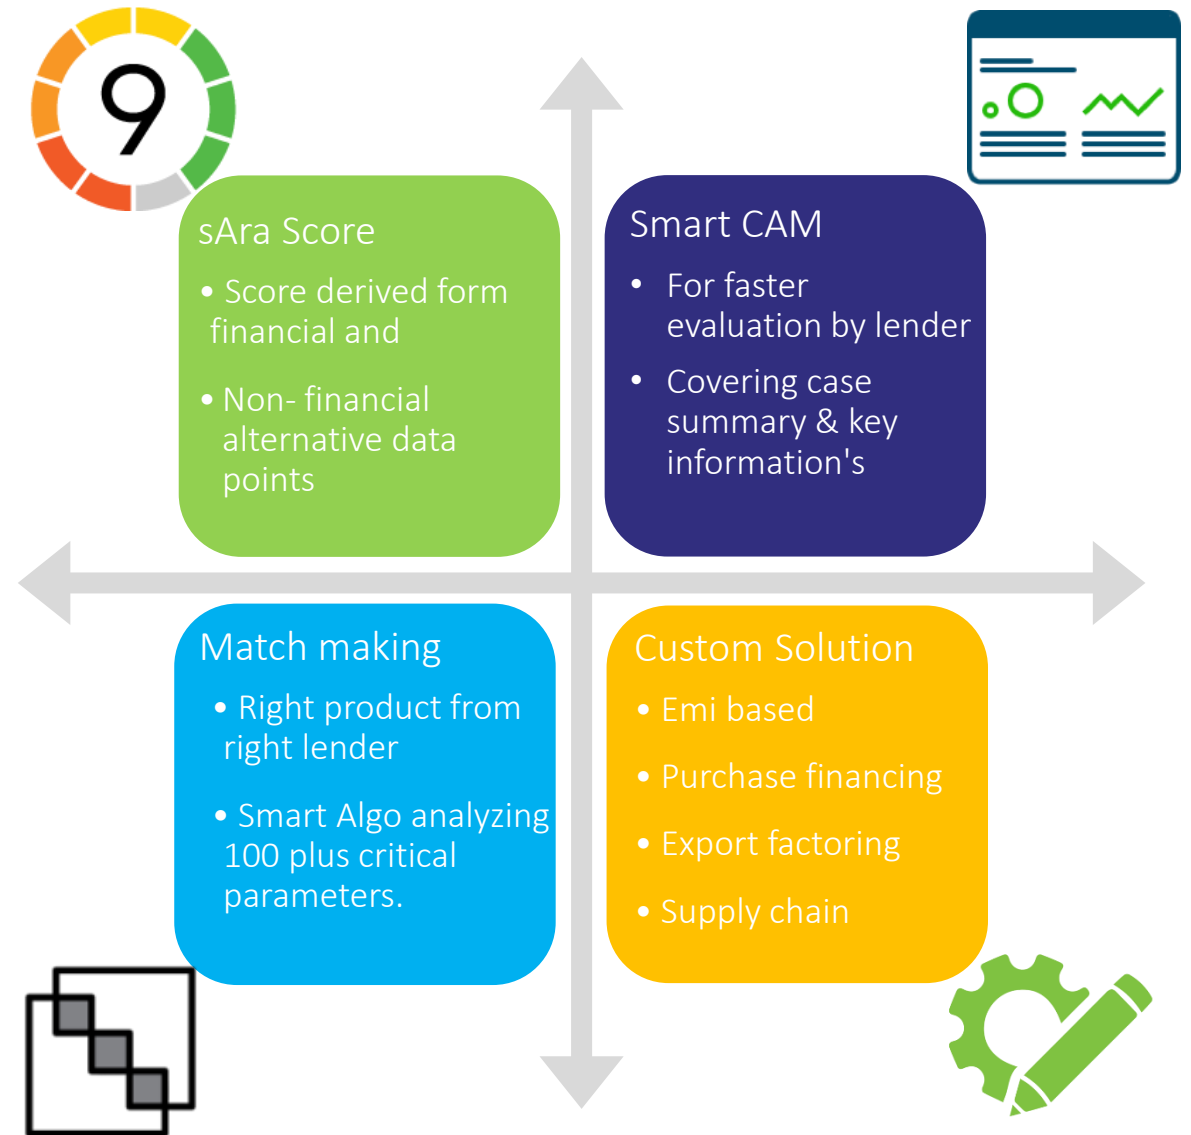 9
sAra Score
• Score derived form
financial and
• Non- financial
alternative data
points
Smart CAM
• For faster
evaluation by lender
• Covering case
summary & key
information's
Match making
• Right product from
right lender
• Smart Algo analyzing
100 plus critical
parameters.
Custom Solution
• Emi based
• Purchase financing
• Export factoring
• Supply chain